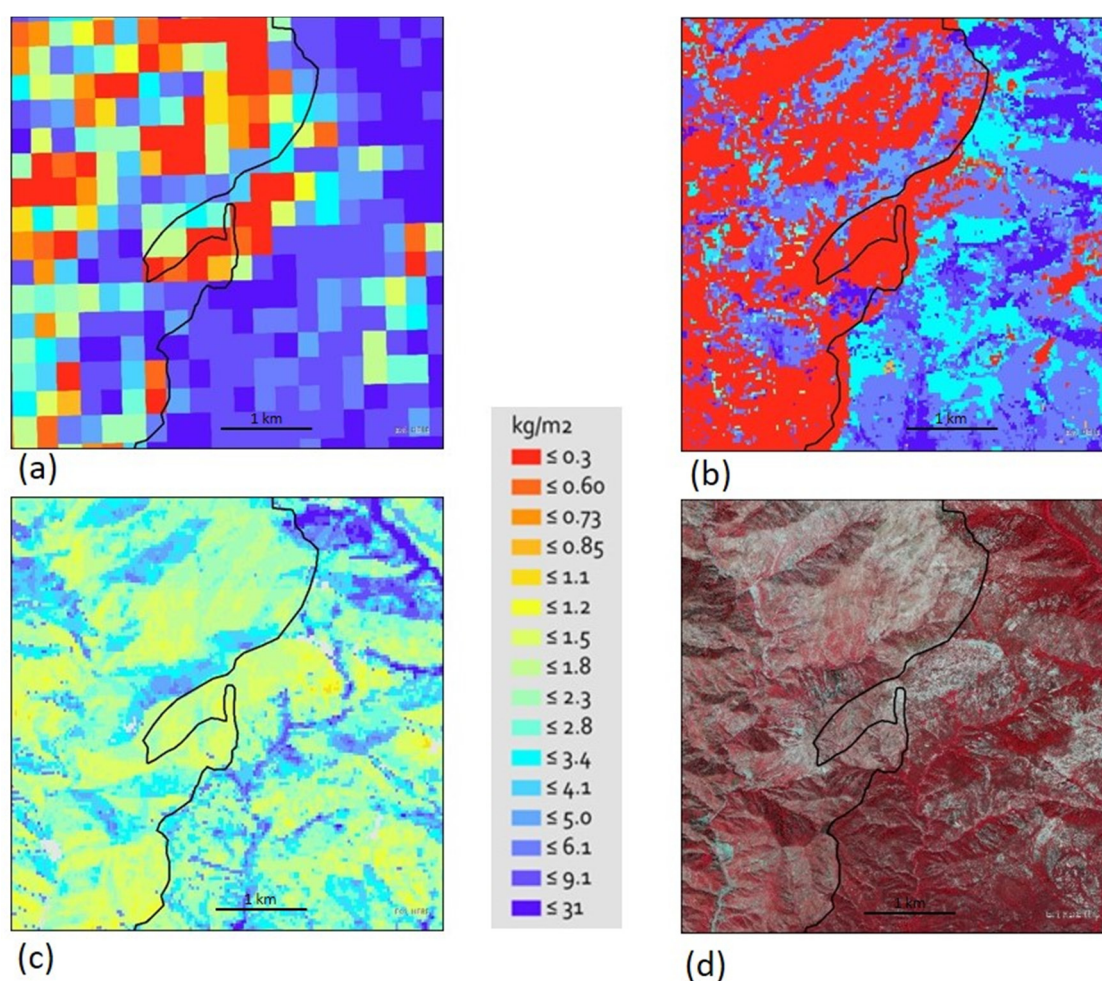 1 km
(a)
1 km
(b)
kg/m2
≤ 0.3
≤ 0.60
≤ 0.73
≤ 0.85
≤ 1.1
≤ 1.2
≤ 1.5
≤ 1.8
≤ 2.3
≤ 2.8
≤ 3.4
≤ 4.1
≤ 5.0
≤ 6.1
≤ 9.1
≤ 31
1 km
(c)
1 km
(d)